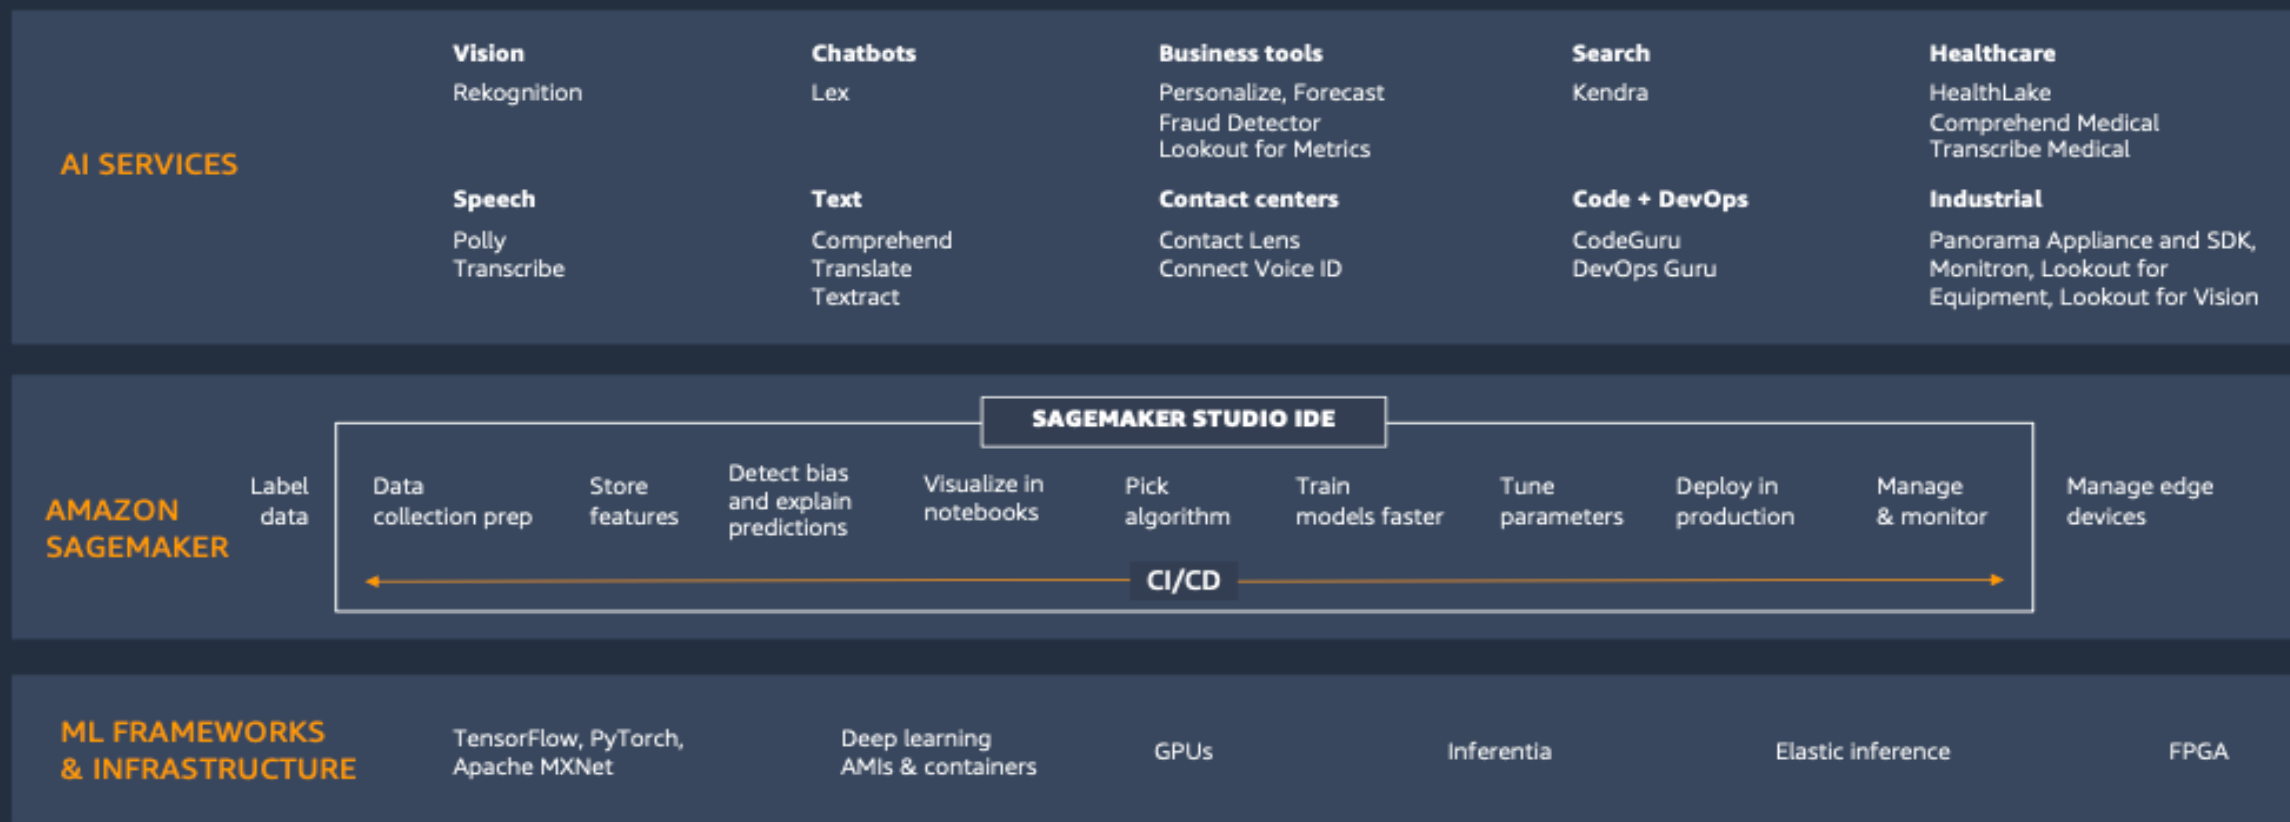 AI SERVICES
Vision
Rekognition
Chatbots
Lex
Business tools
Personalize, Forecast
Fraud Detector
Lookout for Metrics
Search
Kendra
Healthcare
HealthLake
Comprehend Medical
Transcribe Medical
Speech
Polly
Transcribe
Text
Comprehend
Translate
Textract
Contact centers
Contact Lens
Connect Voice ID
Code + DevOps
CodeGuru
DevOps Guru
Industrial
Panorama Appliance and SDK,
Monitron, Lookout for
Equipment, Lookout for Vision
AMAZON
SAGEMAKER
SAGEMAKER STUDIO IDE
Label
data
Data
collection prep
Store
features
Detect bias
and explain
predictions
Visualize in
notebooks
Pick
algorithm
Train
models faster
Tune
parameters
Deploy in
production
Manage
& monitor
Manage edge
devices
CI/CD
ML FRAMEWORKS
& INFRASTRUCTURE
TensorFlow, PyTorch,
Apache MXNet
Deep learning
AMIs & containers
GPUs
Inferentia
Elastic inference
FPGA